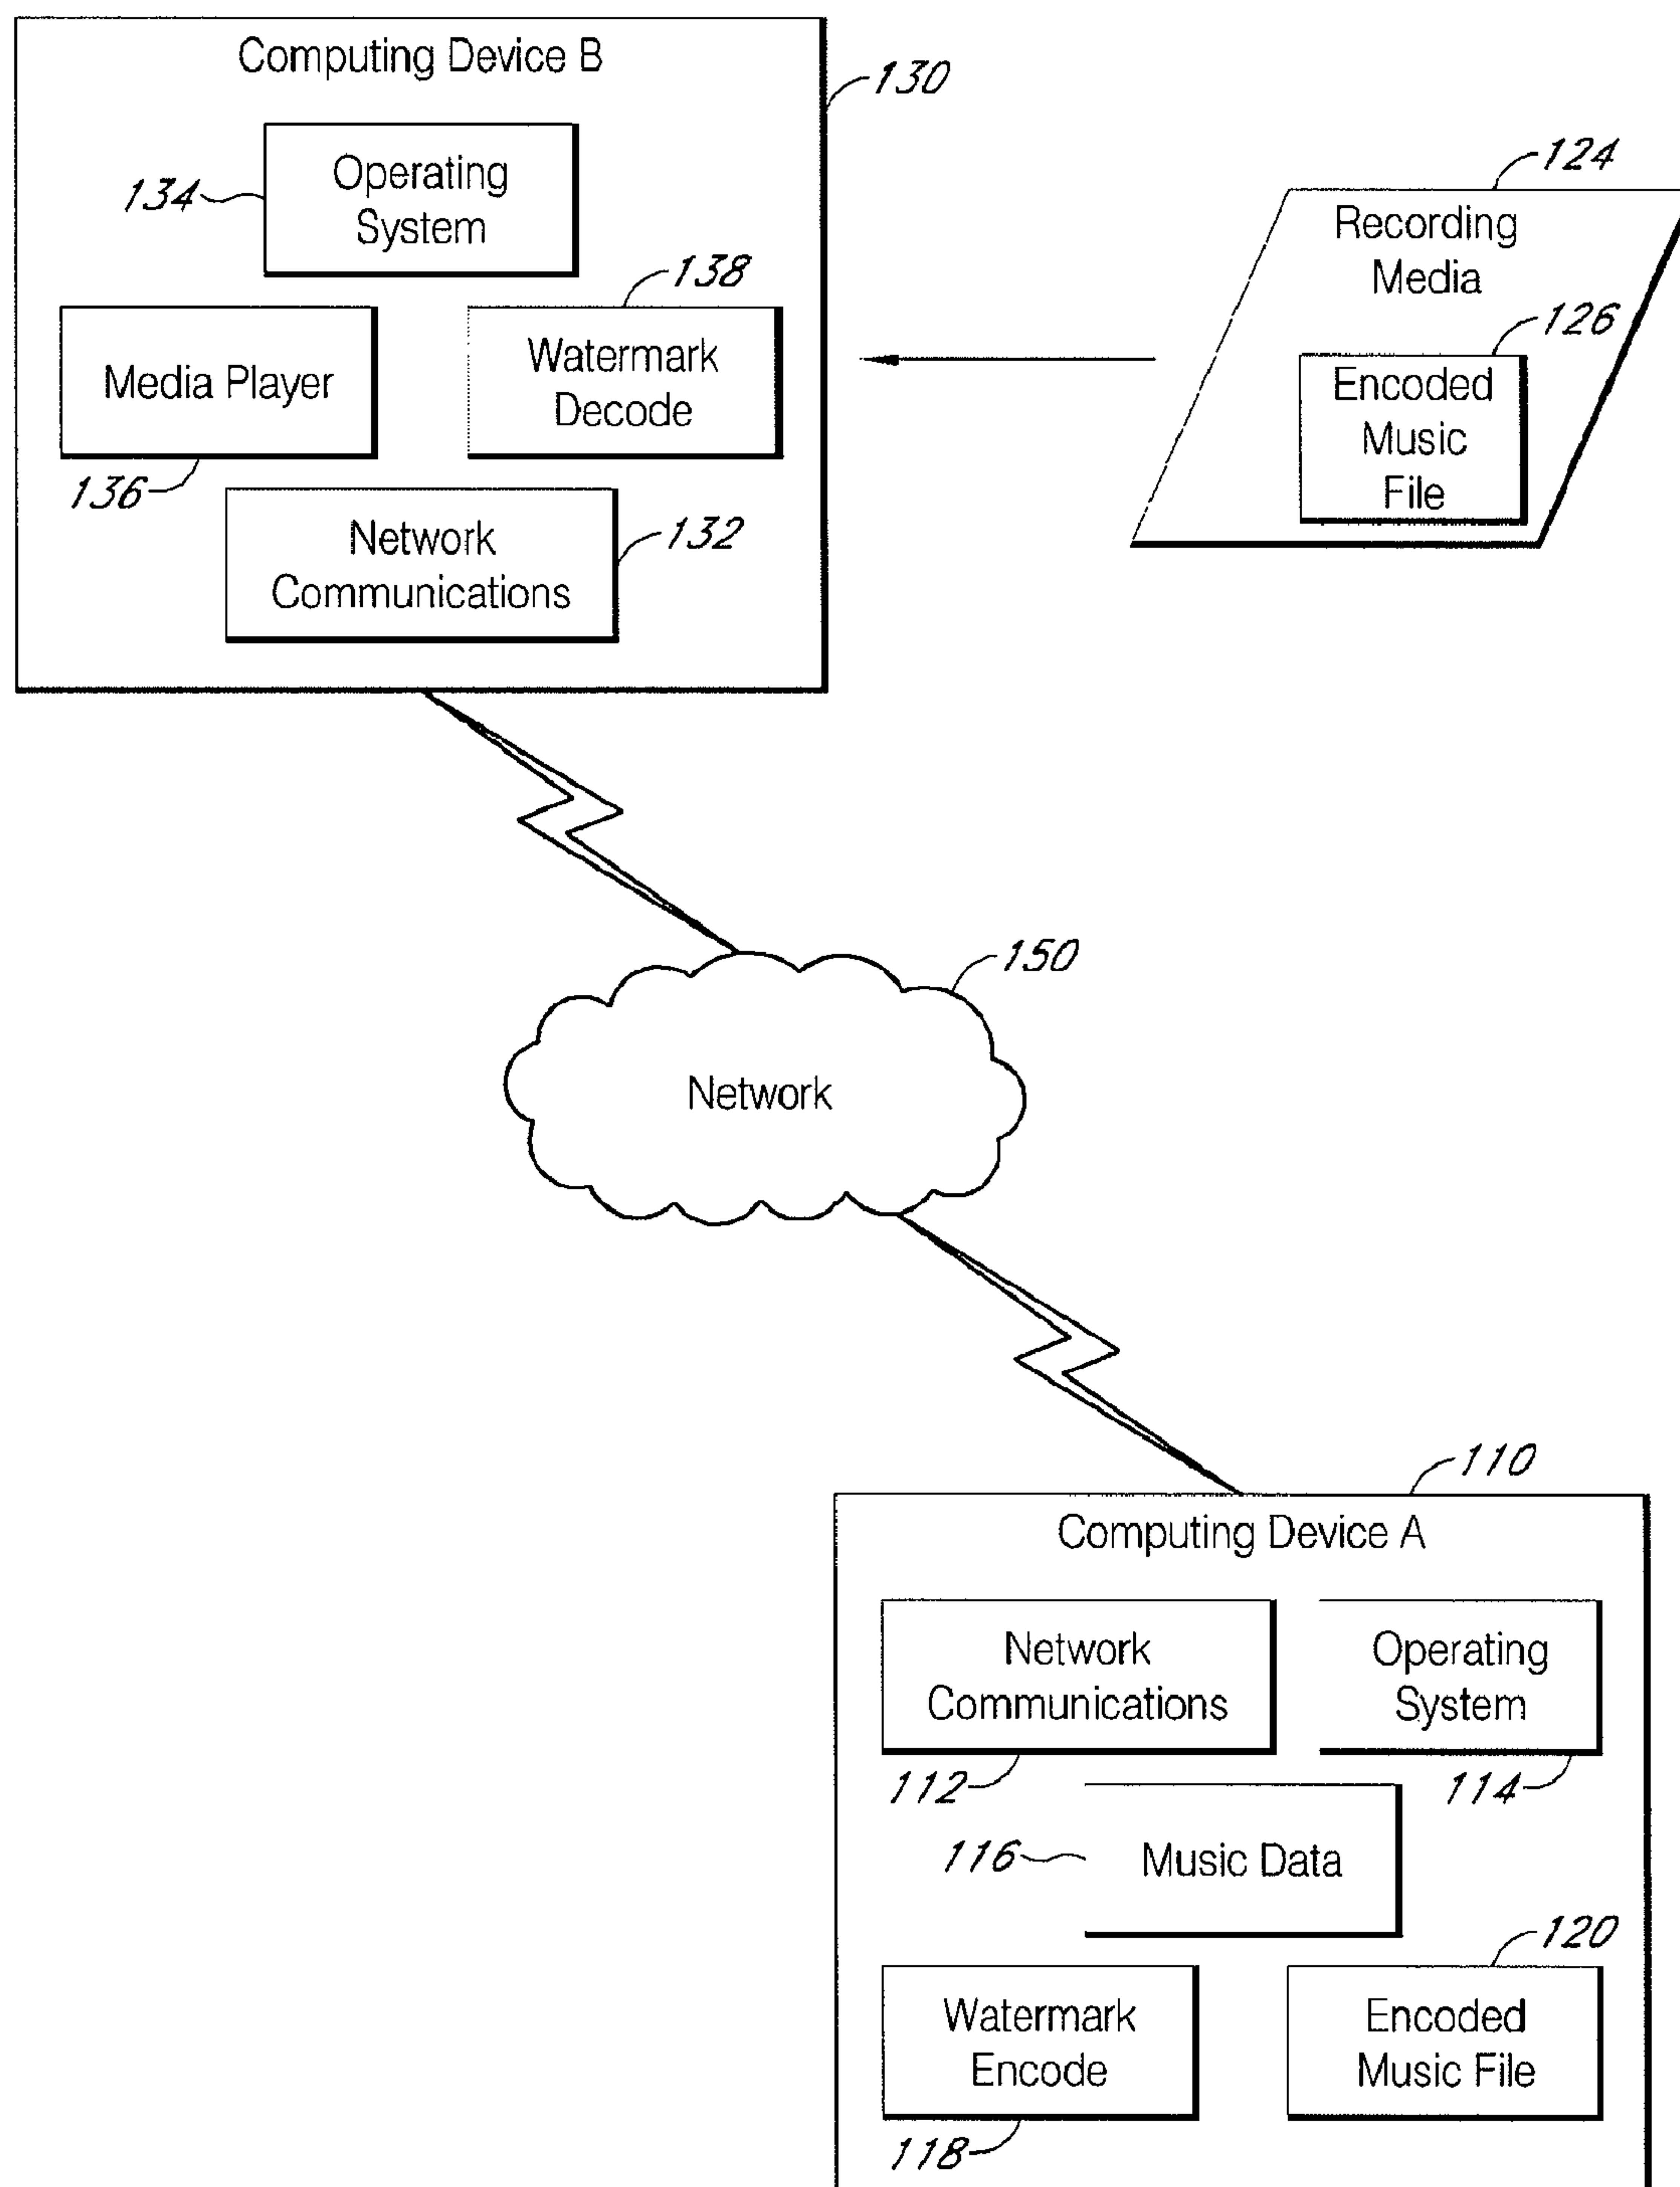 Computing Device B
130
Operating
System
134
138
Media Player
Watermark
Decode
136
Network
Communications
132
124
Recording
Media
126
Encoded
Music
File
150
Network
110
Computing Device A
Network
Communications
112
Operating
System
114
116
Music Data
120
Watermark
Encode
118
Encoded
Music File